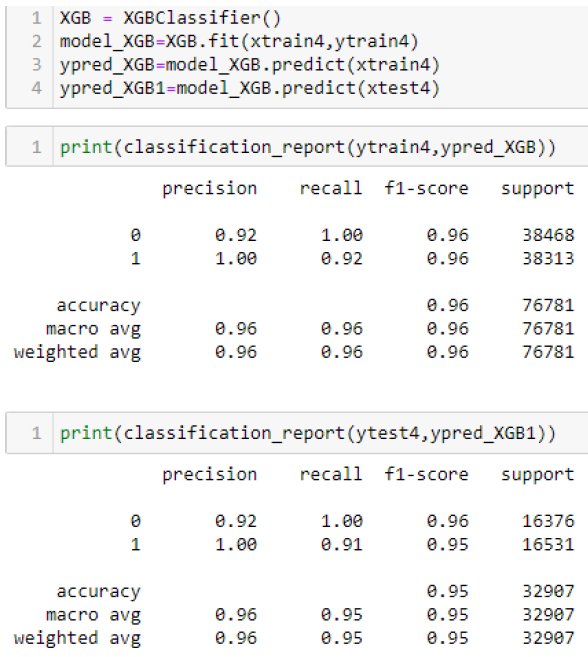 1 XGB = XGBClassifier()
2 model_XGB=XGB.fit(xtrain4,ytrain4)
3 ypred_XGB=model_XGB.predict(xtrain4)
4 ypred_XGB1=model_XGB.predict(xtest4)
1 print(classification_report(ytrain4,ypred_XGB))
precision recall f1-score support
0 0.92 1.00 0.96 38468
1 1.00 0.92 0.96 38313
accuracy 0.96 76781
macro avg 0.96 0.96 0.96 76781
weighted avg 0.96 0.96 0.96 76781
1 print(classification_report(ytest4,ypred_XGB1))
precision recall f1-score support
0 0.92 1.00 0.96 16376
1 1.00 0.91 0.95 16531
accuracy 0.95 32907
macro avg 0.96 0.95 0.95 32907
weighted avg 0.96 0.95 0.95 32907